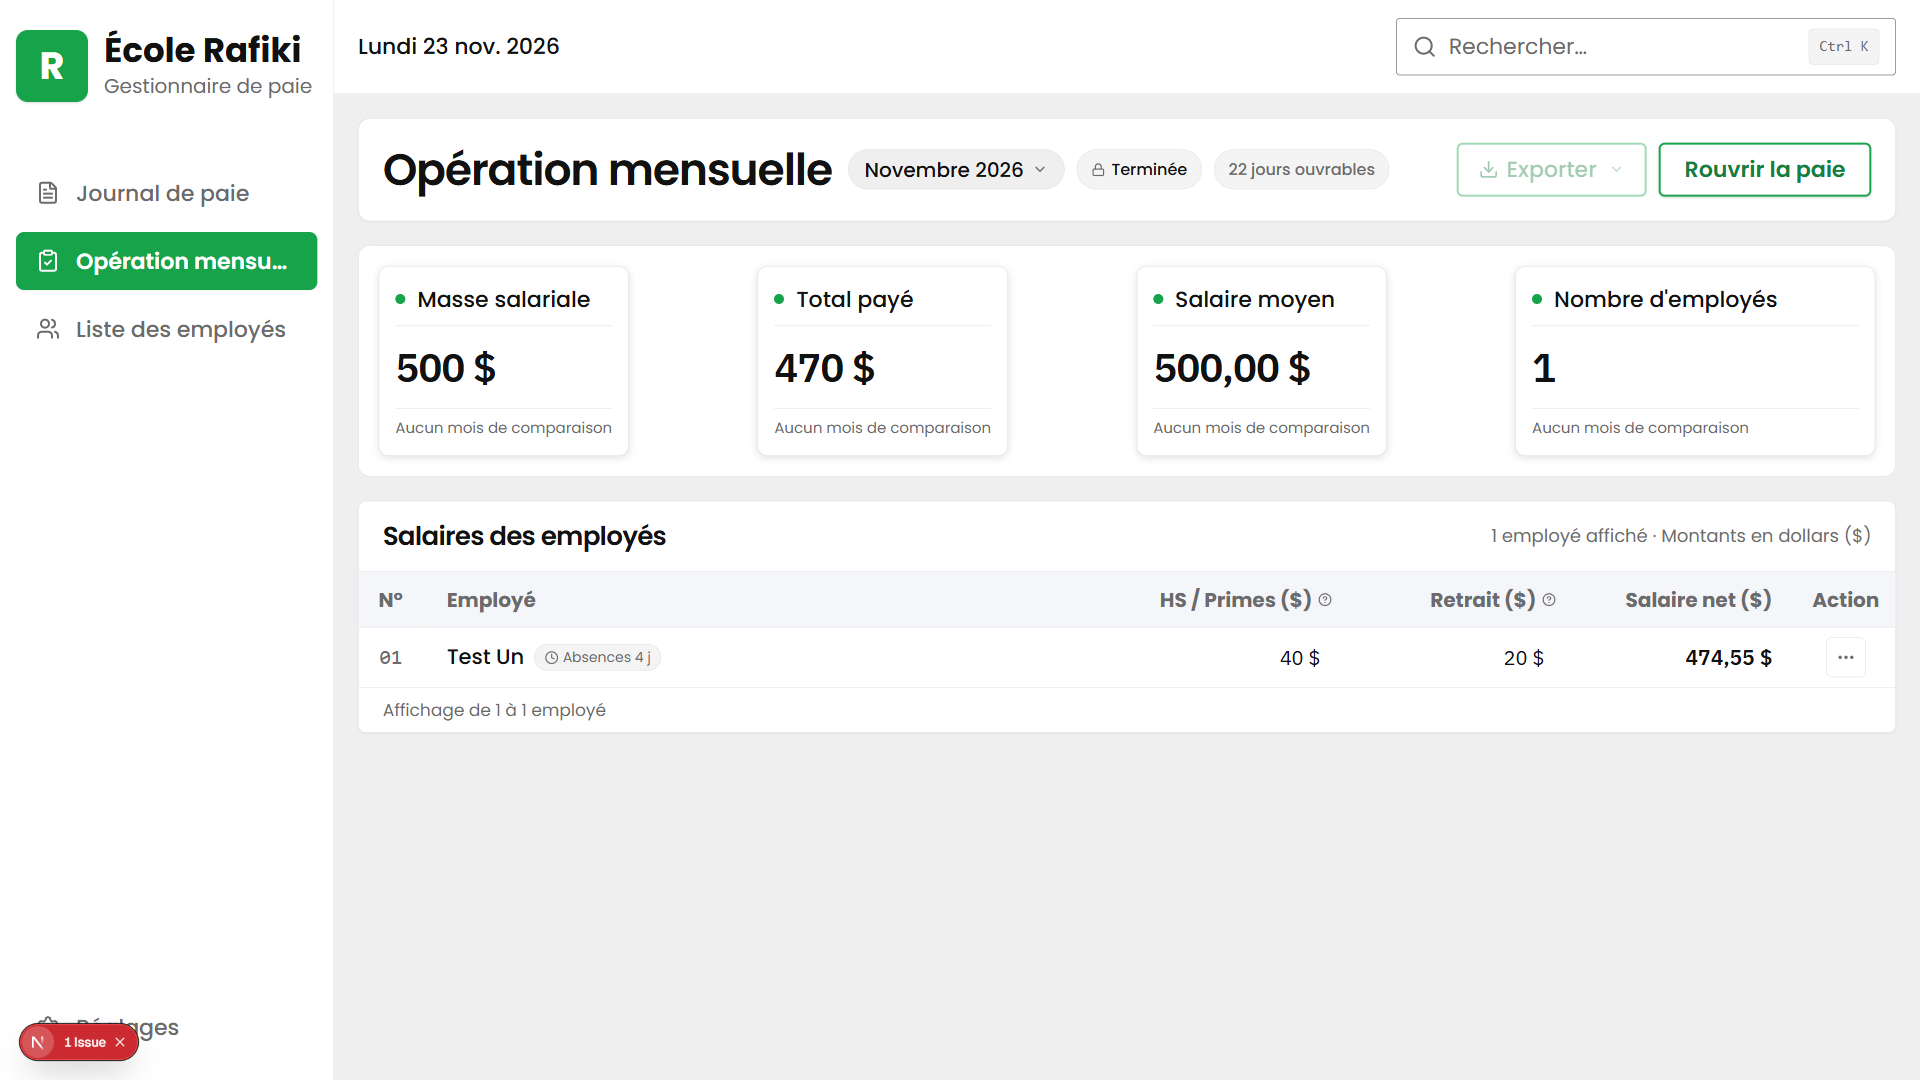 R
École Rafiki
Gestionnaire de paie
Journal de paie
Opération mensu...
Liste des employés
Lundi 23 nov. 2026
Rechercher...
Ctrl K
Opération mensuelle
Novembre 2026
Terminée
22 jours ouvrables
Exporter
Rouvrir la paie
Masse salariale
500 $
Aucun mois de comparaison
Total payé
470 $
Aucun mois de comparaison
Salaire moyen
500,00 $
Aucun mois de comparaison
Nombre d'employés
1
Aucun mois de comparaison
Salaires des employés
1 employé affiché · Montants en dollars ($)
N° Employé HS / Primes ($) Retrait ($) Salaire net ($) Action
01 Test Un Absences 4 j 40 $ 20 $ 474,55 $
Affichage de 1 à 1 employé
Réglages
N 1 Issue